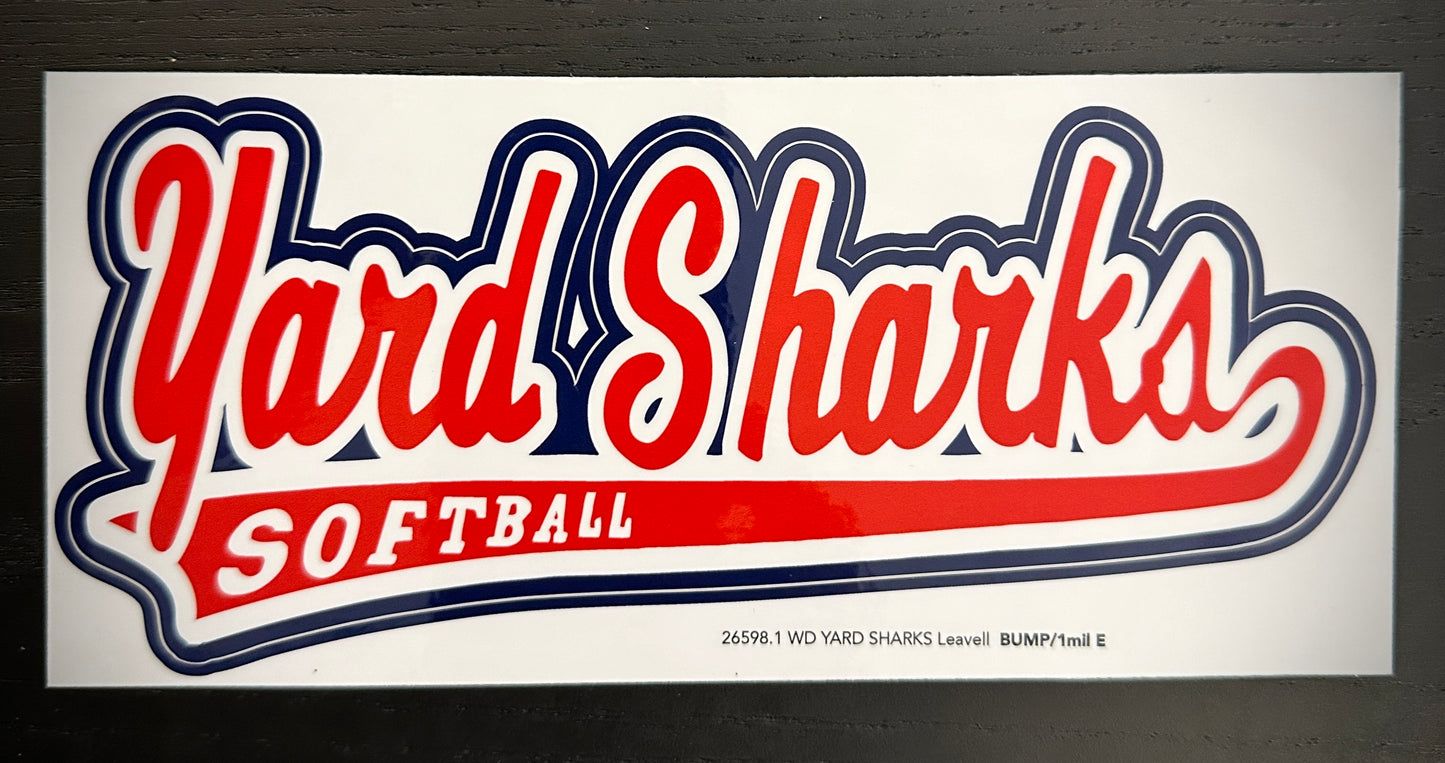 Yard Sharks
SOFTBALL
26598.1 WD YARD SHARKS Leavell BUMP/1mil E